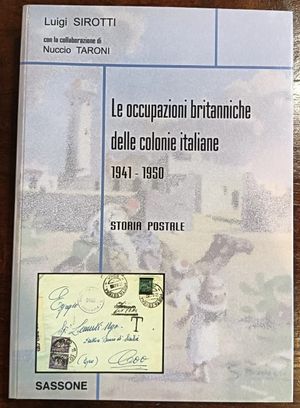 Luigi SIROTTI
con la collaborazione di
Nuccio TARONI
Le occupazioni britanniche
delle colonie italiane
1941 - 1950
STORIA POSTALE
T
SASSONE